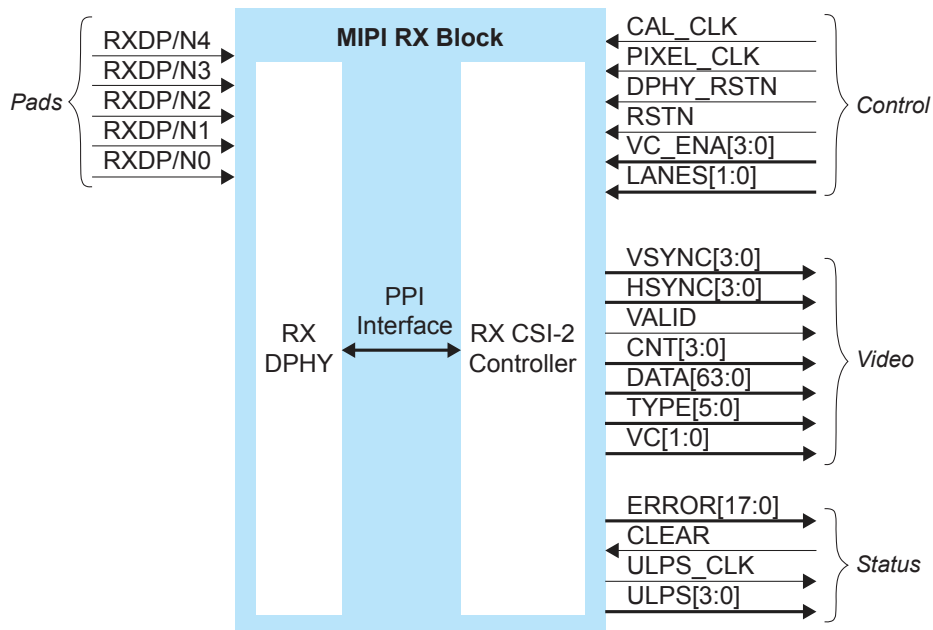 MIPI RX Block
Pads
RXDP/N4
RXDP/N3
RXDP/N2
RXDP/N1
RXDP/N0
RX
DPHY
PPI
Interface
RX CSI-2
Controller
CAL_CLK
PIXEL_CLK
DPHY_RSTN
RSTN
VC_ENA[3:0]
LANES[1:0]
Control
VSYNC[3:0]
HSYNC[3:0]
VALID
CNT[3:0]
DATA[63:0]
TYPE[5:0]
VC[1:0]
Video
ERROR[17:0]
CLEAR
ULPS_CLK
ULPS[3:0]
Status